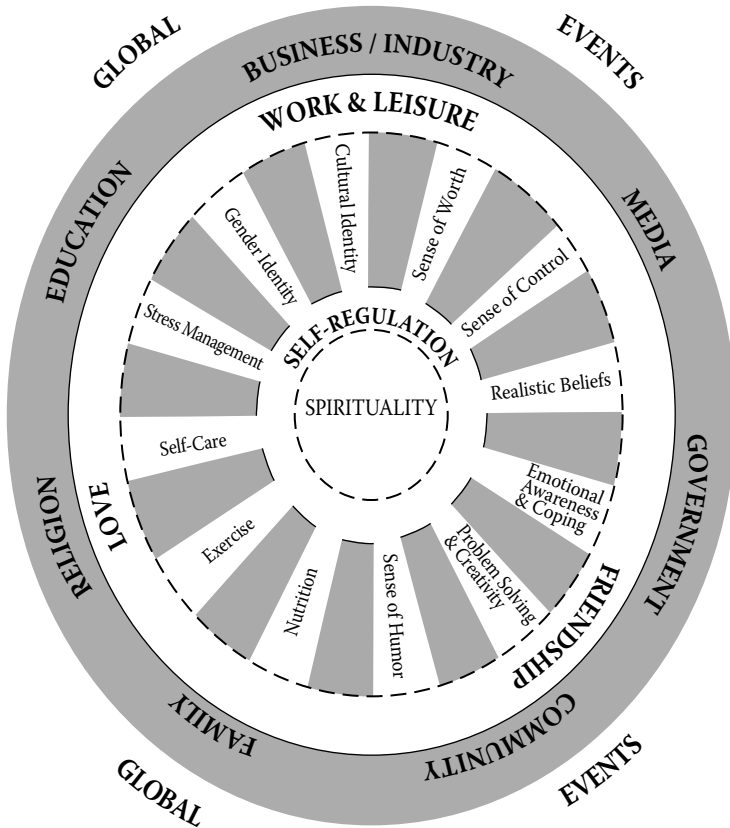 GLOBAL
EVENTS
BUSINESS / INDUSTRY
MEDIA
GOVERNMENT
COMMUNITY
FAMILY
RELIGION
EDUCATION
WORK & LEISURE
FRIENDSHIP
LOVE
Cultural Identity
Sense of Worth
Sense of Control
Realistic Beliefs
Emotional
Awareness
& Coping
Problem Solving
& Creativity
Sense of Humor
Nutrition
Exercise
Self-Care
Stress Management
Gender Identity
SELF-REGULATION
SPIRITUALITY
GLOBAL
EVENTS